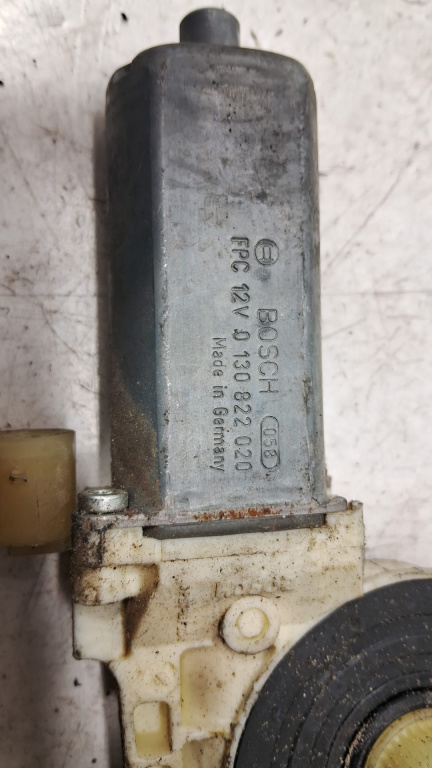 BOSCH 058
FPC 12V 0 130 822 020
Made in Germany